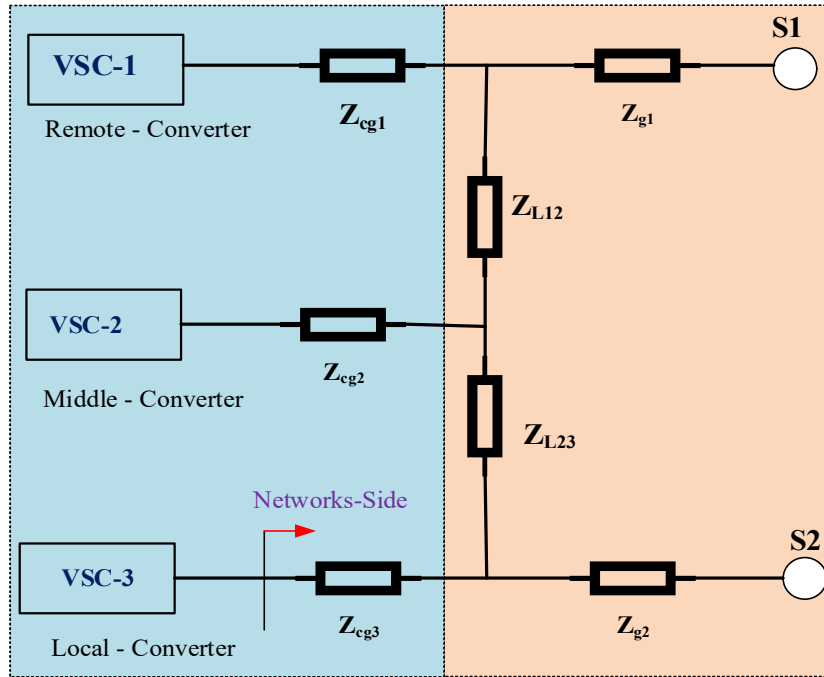 S1
VSC-1
Z_cg1
Z_g1
Remote - Converter
Z_L12
VSC-2
Z_cg2
Middle - Converter
Z_L23
Networks-Side
S2
VSC-3
Z_cg3
Z_g2
Local - Converter